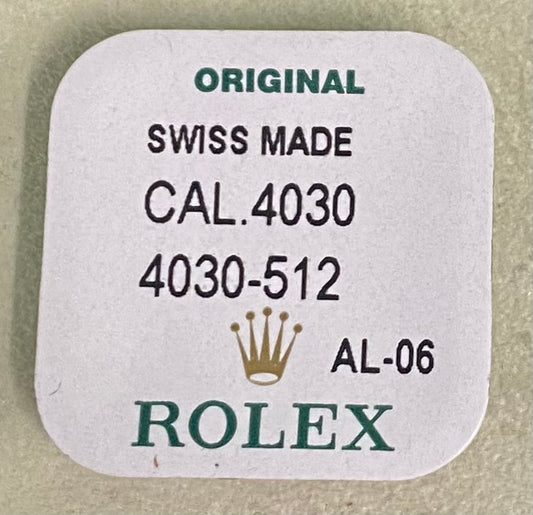 ORIGINAL
SWISS MADE
CAL.4030
4030-512
AL-06
ROLEX